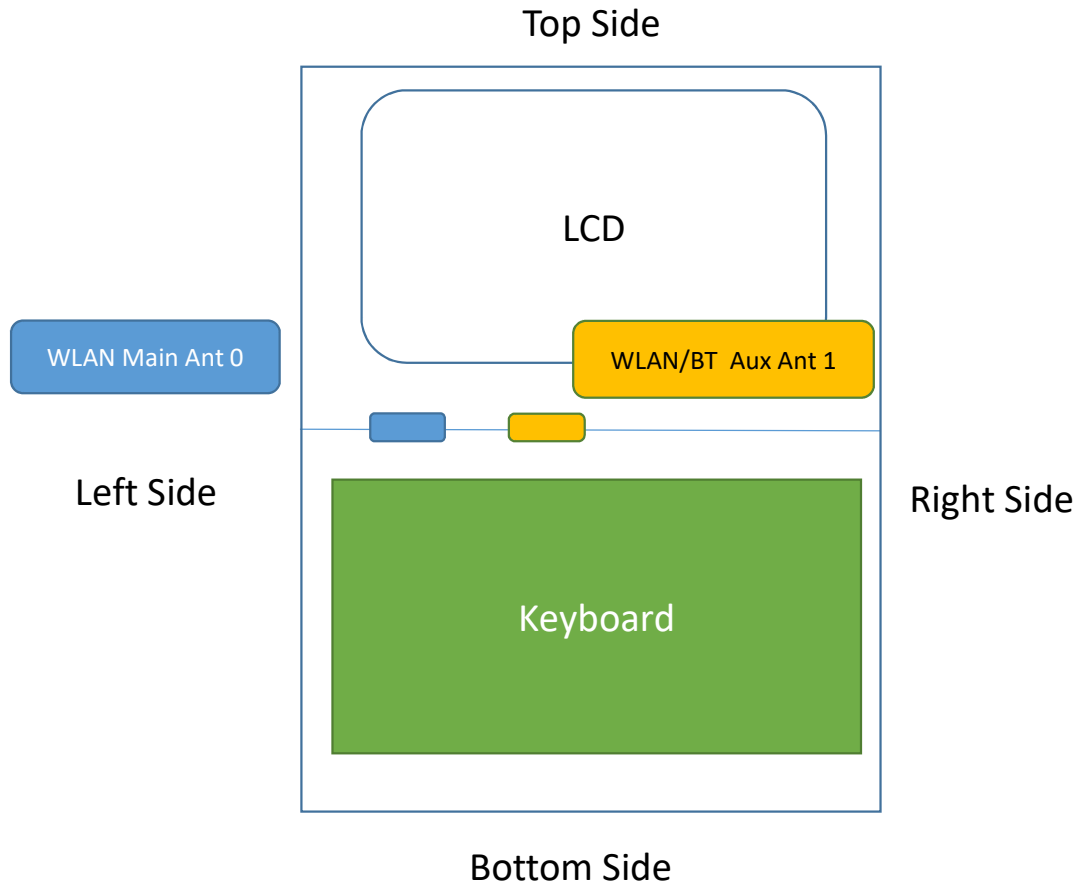 Top Side
LCD
WLAN Main Ant 0
WLAN/BT  Aux Ant 1
Left Side
Right Side
Keyboard
Bottom Side